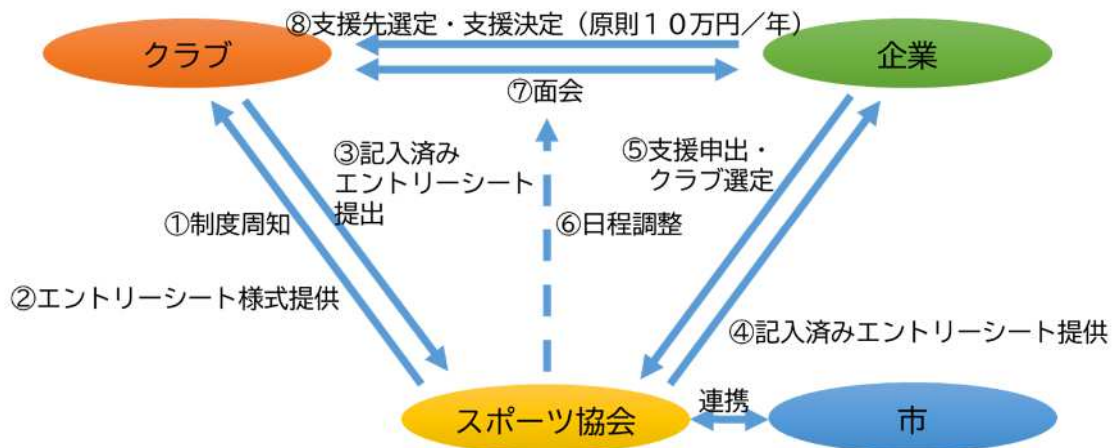 ⑧支援先選定・支援決定（原則１０万円／年）
クラブ
企業
⑦面会
③記入済み
エントリーシート
提出
⑤支援申出・
クラブ選定
①制度周知
⑥日程調整
②エントリーシート様式提供
④記入済みエントリーシート提供
スポーツ協会
連携
市